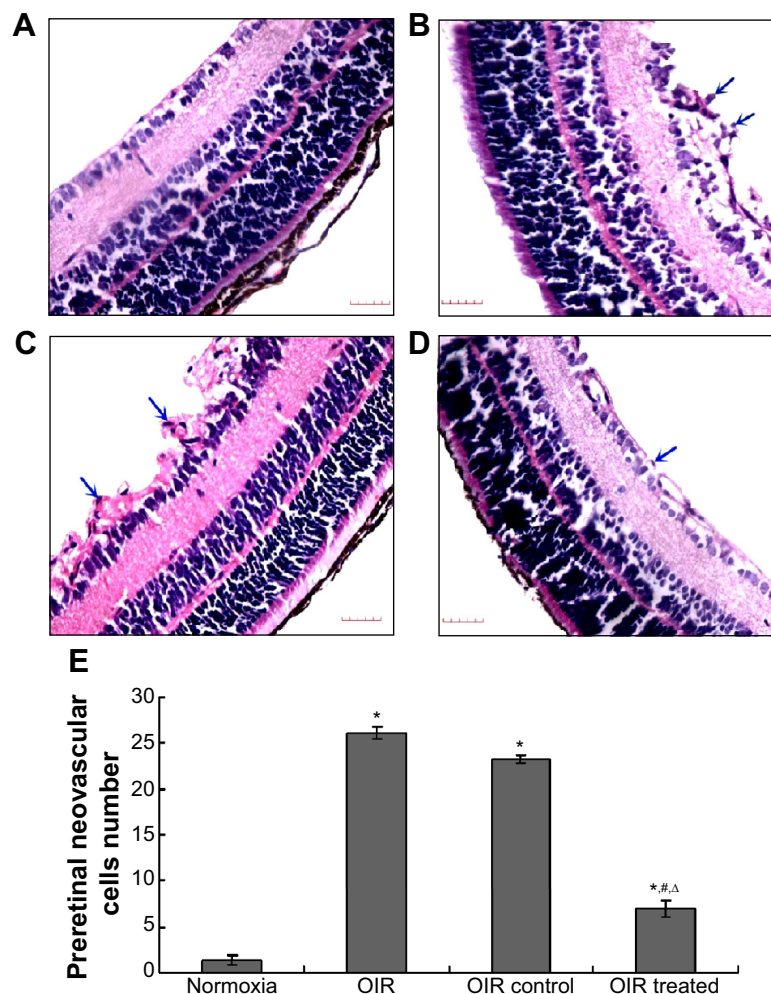 A
B
C
D
E
Preretinal neovascular
cells number
30
25
20
15
10
5
0
*
*
*,#,Δ
Normoxia
OIR
OIR control
OIR treated